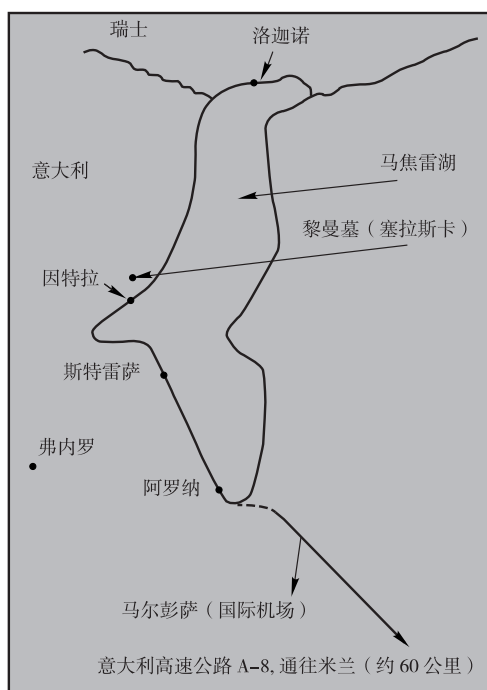 瑞士
洛迦诺
意大利
马焦雷湖
黎曼墓（塞拉斯卡）
因特拉
斯特雷萨
弗内罗
阿罗纳
马尔彭萨（国际机场）
意大利高速公路 A-8, 通往米兰（约 60 公里）